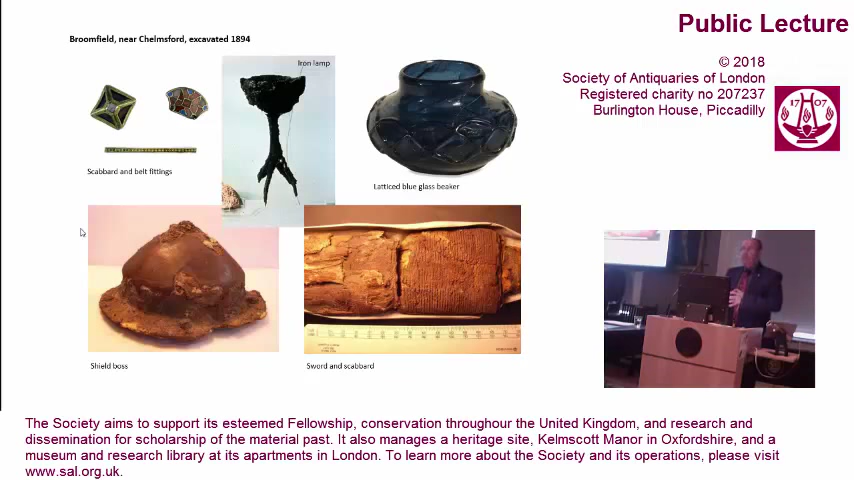 Public Lecture
Broomfield, near Chelmsford, excavated 1894
© 2018
Society of Antiquaries of London
Registered charity no 207237
Burlington House, Piccadilly
17 07
Iron lamp
Scabbard and belt fittings
Latticed blue glass beaker
Shield boss
Sword and scabbard
The Society aims to support its esteemed Fellowship, conservation throughour the United Kingdom, and research and
dissemination for scholarship of the material past. It also manages a heritage site, Kelmscott Manor in Oxfordshire, and a
museum and research library at its apartments in London. To learn more about the Society and its operations, please visit
www.sal.org.uk.